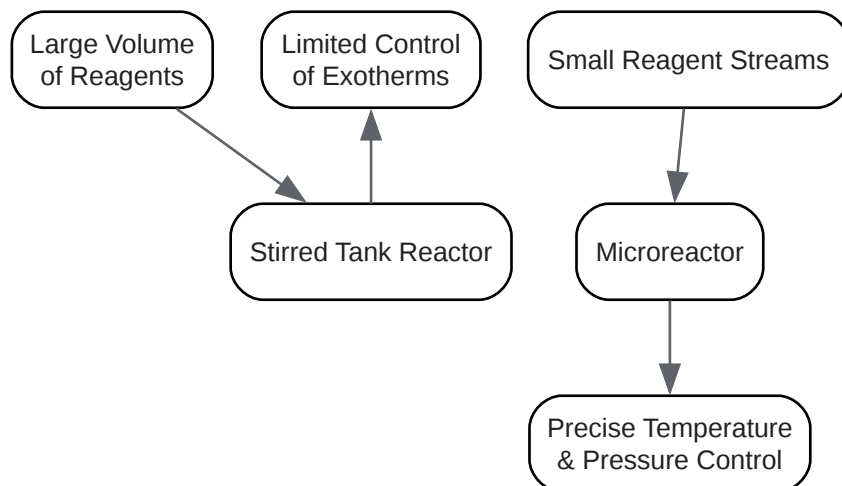 Large Volume
of Reagents
Limited Control
of Exotherms
Small Reagent Streams
Stirred Tank Reactor
Microreactor
Precise Temperature
& Pressure Control